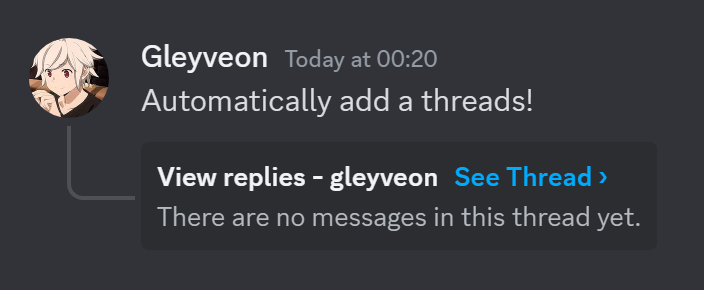 Gleyveon Today at 00:20
Automatically add a threads!
View replies - gleyveon See Thread ›
There are no messages in this thread yet.